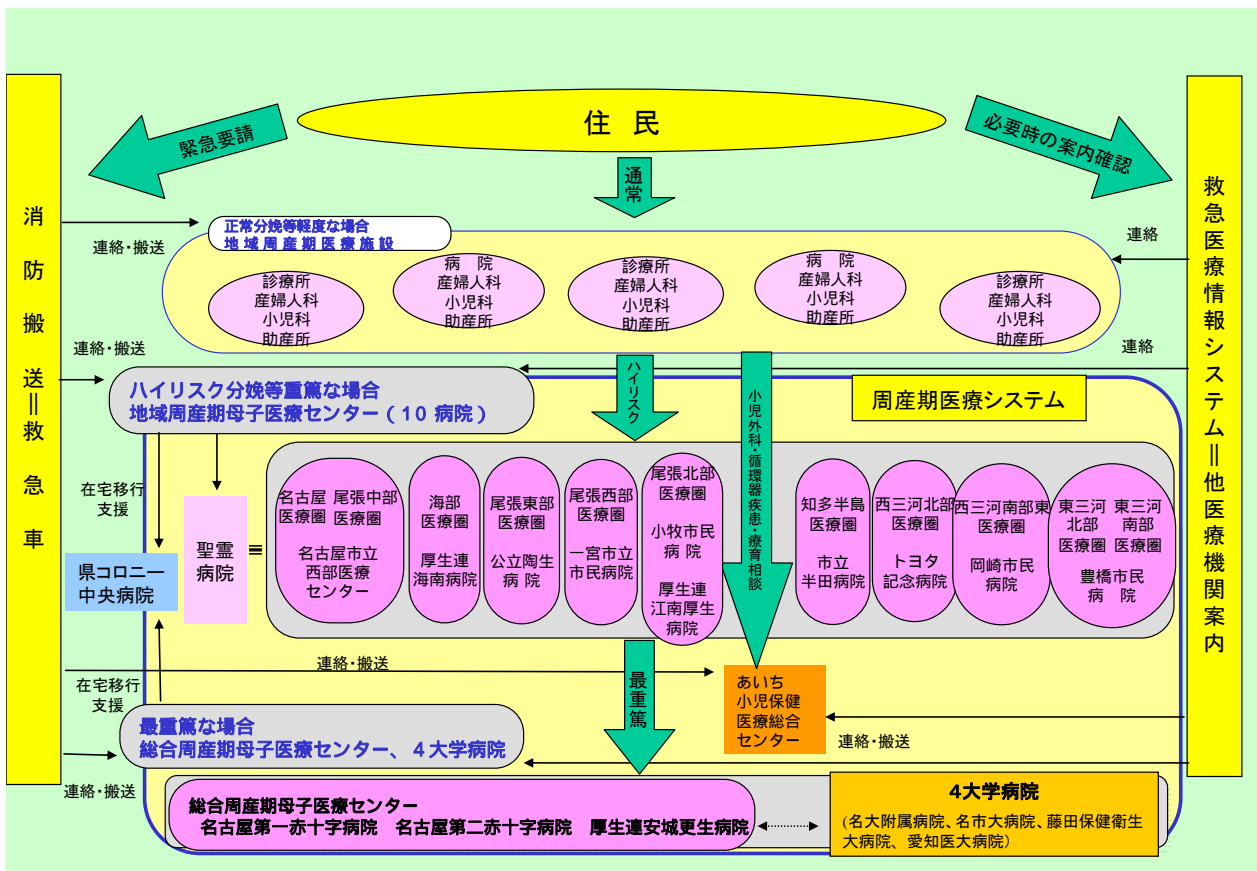 住 民
緊急要請
必要時の案内確認
通常
消防搬送＝救急車
救急医療情報システム＝他医療機関案内
連絡・搬送
正常分娩等軽度な場合
地域周産期医療施設
連絡
診療所
産婦人科
小児科
助産所
病 院
産婦人科
小児科
助産所
診療所
産婦人科
小児科
助産所
病 院
産婦人科
小児科
助産所
診療所
産婦人科
小児科
助産所
連絡・搬送
連絡
ハイリスク分娩等重篤な場合
地域周産期母子医療センター（10 病院）
ハイリスク
小児外科・循環器疾患・療育相談
周産期医療システム
在宅移行
支援
県コロニー
中央病院
聖霊
病院
≡
名古屋 尾張中部
医療圏 医療圏
名古屋市立
西部医療
センター
海部
医療圏
厚生連
海南病院
尾張東部
医療圏
公立陶生
病 院
尾張西部
医療圏
一宮市立
市民病院
尾張北部
医療圏
小牧市民
病 院
厚生連
江南厚生
病院
知多半島
医療圏
市立
半田病院
西三河北部
医療圏
トヨタ
記念病院
西三河南部東
医療圏
岡崎市民
病院
東三河 東三河
北部 南部
医療圏 医療圏
豊橋市民
病 院
連絡・搬送
在宅移行
支援
最重篤
あいち
小児保健
医療総合
センター
連絡・搬送
最重篤な場合
総合周産期母子医療センター、４大学病院
連絡・搬送
総合周産期母子医療センター
名古屋第一赤十字病院 名古屋第二赤十字病院 厚生連安城更生病院
4大学病院
(名大附属病院、名市大病院、藤田保健衛生
大病院、愛知医大病院）